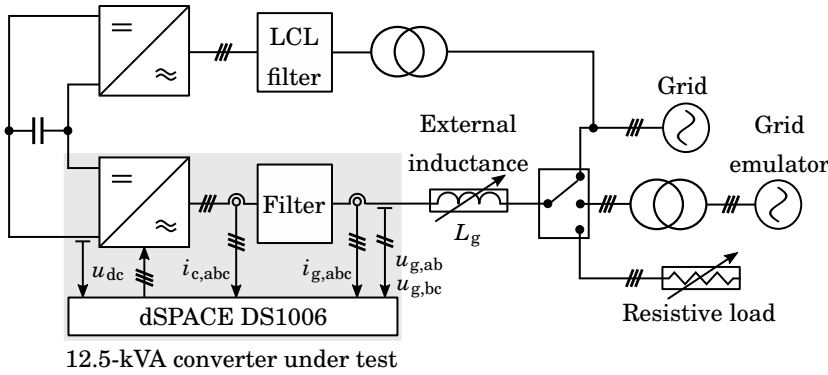 LCL
filter
Grid
External
inductance
Grid
emulator
Filter
L_g
u_dc
i_c,abc
i_g,abc
u_g,ab
u_g,bc
dSPACE DS1006
Resistive load
12.5-kVA converter under test